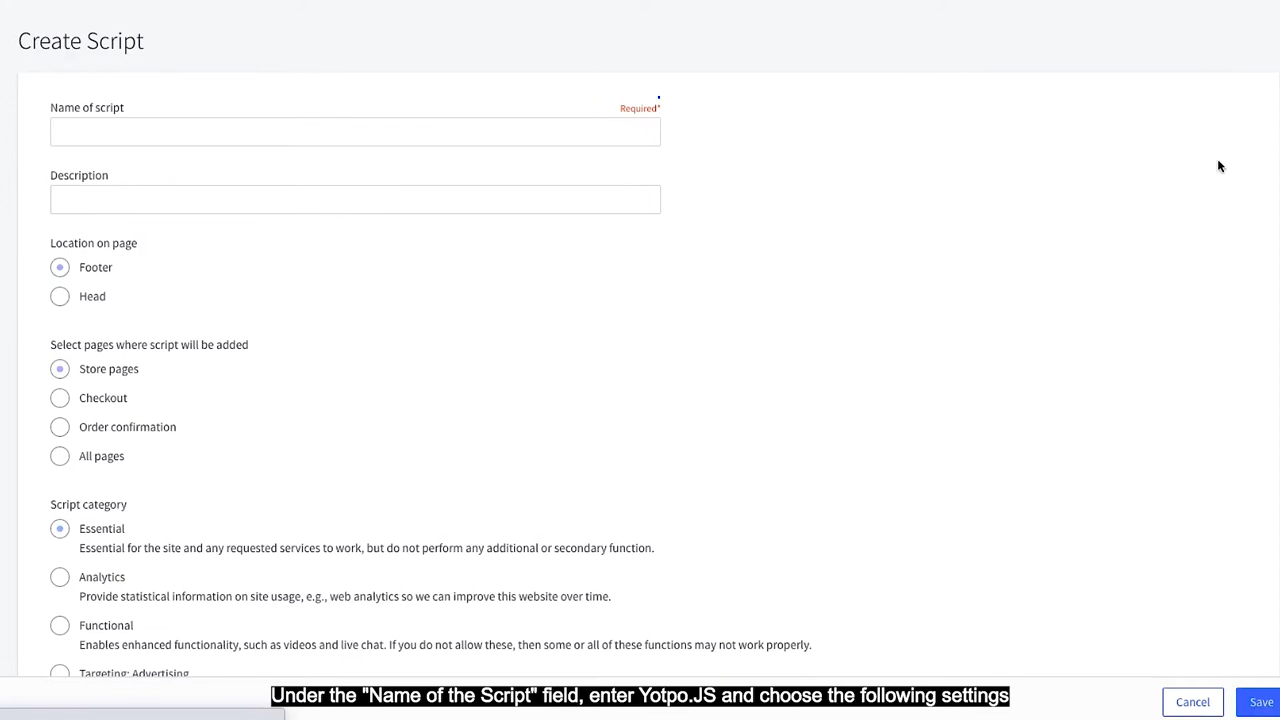 Create Script
Name of script
Required*
Description
Location on page
Footer
Head
Select pages where script will be added
Store pages
Checkout
Order confirmation
All pages
Script category
Essential
Essential for the site and any requested services to work, but do not perform any additional or secondary function.
Analytics
Provide statistical information on site usage, e.g., web analytics so we can improve this website over time.
Functional
Enables enhanced functionality, such as videos and live chat. If you do not allow these, then some or all of these functions may not work properly.
Targeting; Advertising
Under the "Name of the Script" field, enter Yotpo.JS and choose the following settings
Cancel
Save